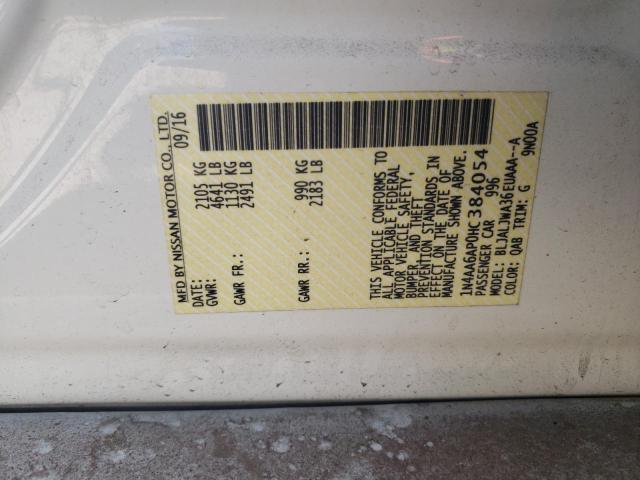 MFD BY NISSAN MOTOR CO., LTD.
DATE: 09/16
GVWR: 2105 KG
4641 LB
GAWR FR.: 1130 KG
2491 LB
GAWR RR.: 990 KG
2183 LB
THIS VEHICLE CONFORMS TO
ALL APPLICABLE FEDERAL
MOTOR VEHICLE SAFETY,
BUMPER, AND THEFT
PREVENTION STANDARDS IN
EFFECT ON THE DATE OF
MANUFACTURE SHOWN ABOVE.
1N4AA6AP0HC384054
PASSENGER CAR 996
MODEL: BLJALJWA36EUAAA--A
COLOR: QAB TRIM: G 9N00A